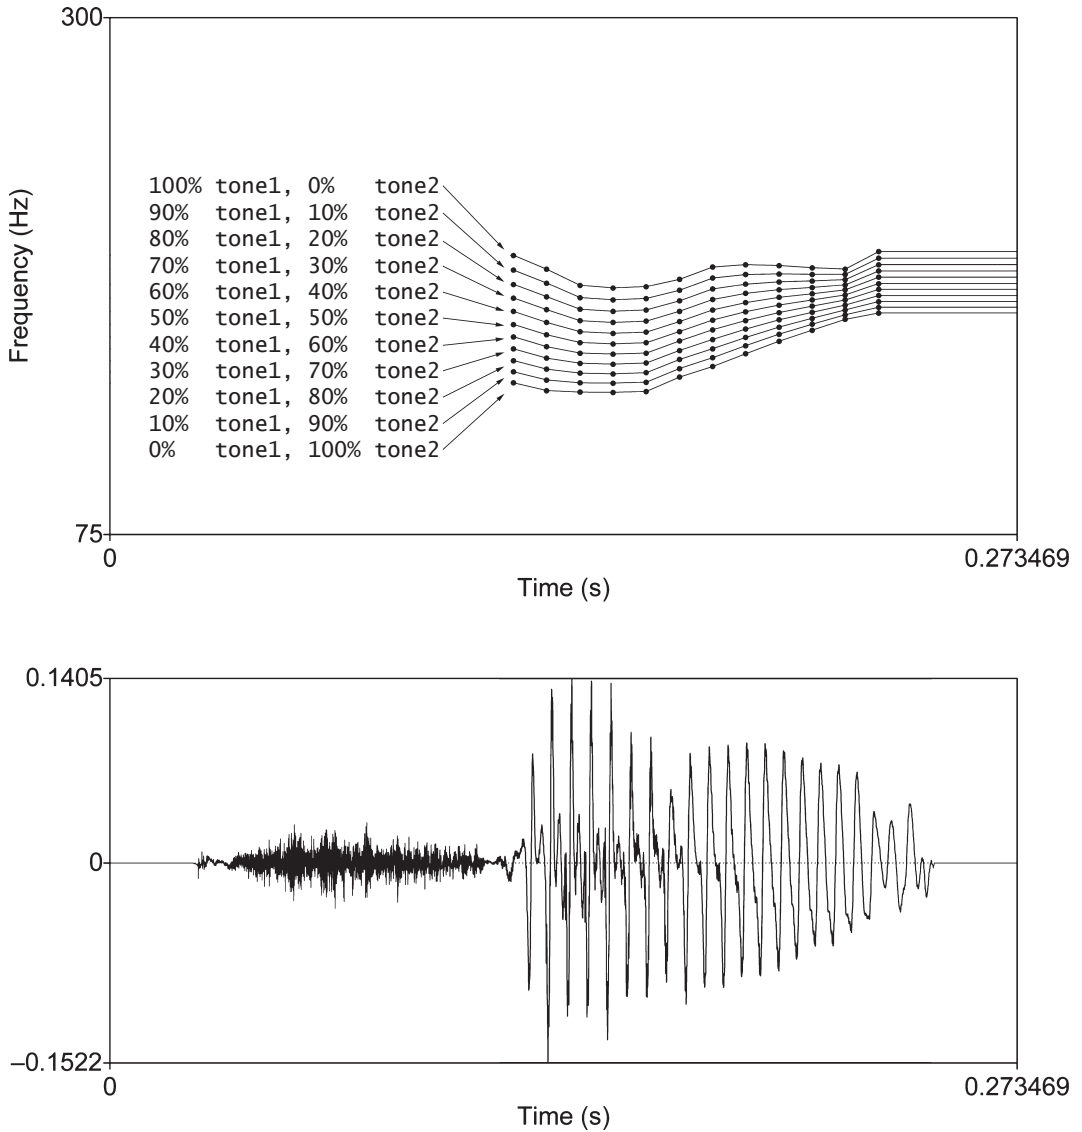 300
Frequency (Hz)
100% tone1, 0% tone2
90% tone1, 10% tone2
80% tone1, 20% tone2
70% tone1, 30% tone2
60% tone1, 40% tone2
50% tone1, 50% tone2
40% tone1, 60% tone2
30% tone1, 70% tone2
20% tone1, 80% tone2
10% tone1, 90% tone2
0% tone1, 100% tone2
75
0 0.273469
Time (s)
0.1405
0
–0.1522
0 0.273469
Time (s)